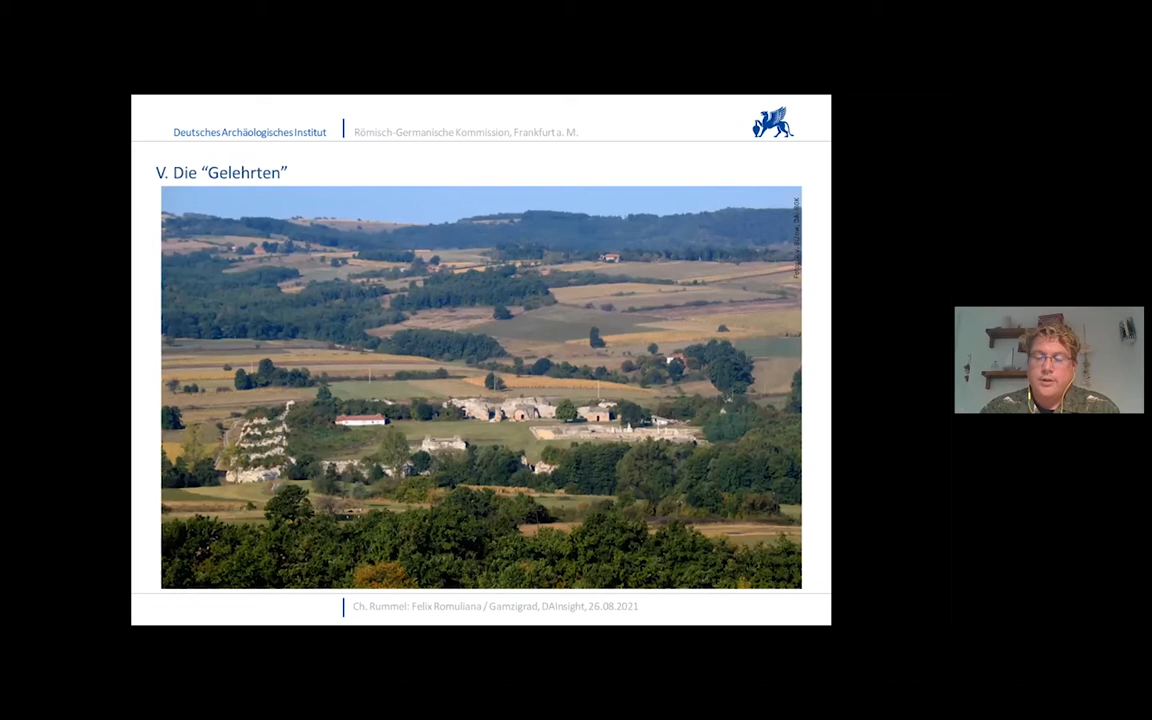 Deutsches Archäologisches Institut
Römisch-Germanische Kommission, Frankfurt a. M.
V. Die “Gelehrten”
Ch. Rummel: Felix Romuliana / Gamzigrad, DAInsight, 26.08.2021